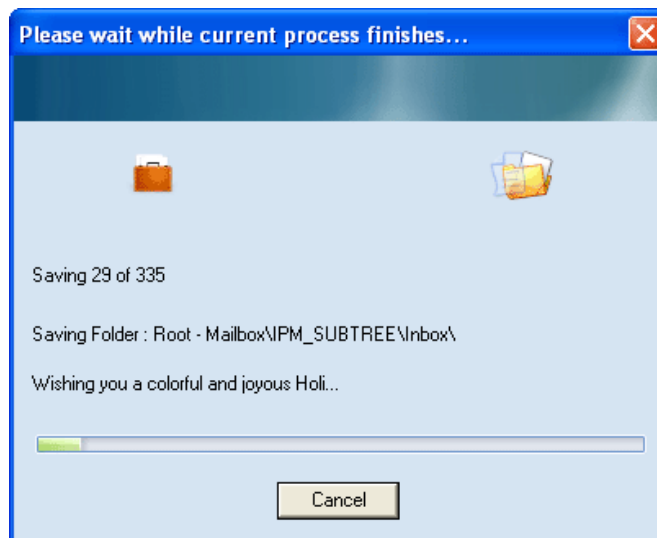 Please wait while current process finishes...
Saving 29 of 335
Saving Folder : Root - Mailbox\IPM_SUBTREE\Inbox\
Wishing you a colorful and joyous Holi...
Cancel